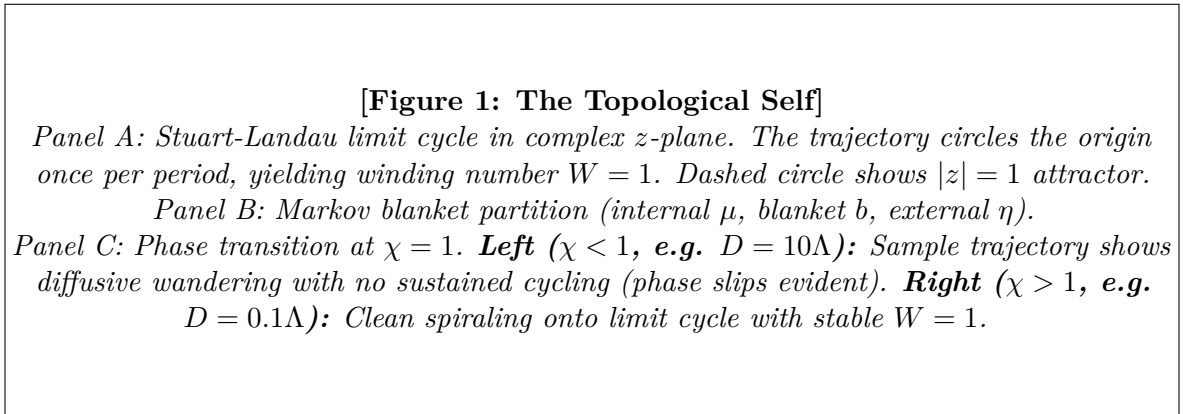 [Figure 1: The Topological Self]
Panel A: Stuart-Landau limit cycle in complex z-plane. The trajectory circles the origin
once per period, yielding winding number W = 1. Dashed circle shows |z| = 1 attractor.
Panel B: Markov blanket partition (internal μ, blanket b, external η).
Panel C: Phase transition at χ = 1. Left (χ < 1, e.g. D = 10Λ): Sample trajectory shows
diffusive wandering with no sustained cycling (phase slips evident). Right (χ > 1, e.g.
D = 0.1Λ): Clean spiraling onto limit cycle with stable W = 1.